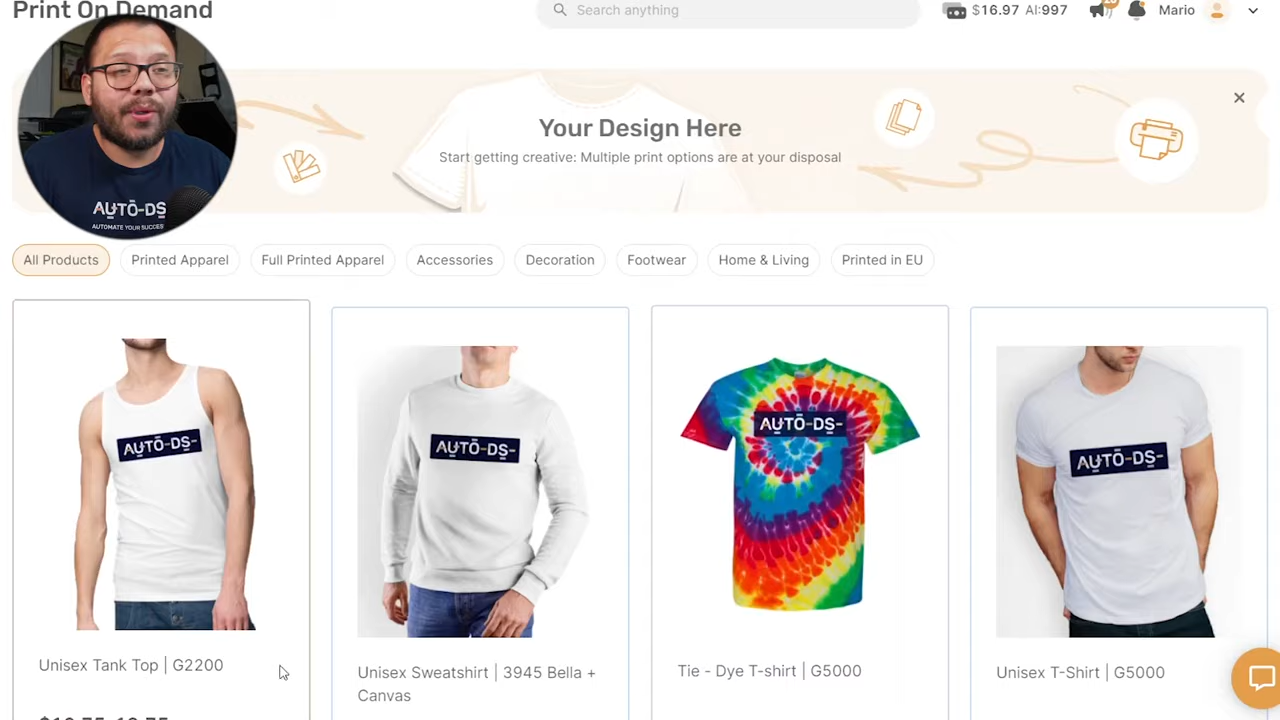 Print On Demand
Search anything
$16.97 AI:997
Mario
Your Design Here
Start getting creative: Multiple print options are at your disposal
AUTO-DS
AUTOMATE YOUR SUCCES
All Products
Printed Apparel
Full Printed Apparel
Accessories
Decoration
Footwear
Home & Living
Printed in EU
AUTO-DS-
AUTO-DS-
AUTO-DS-
AUTO-DS-
Unisex Tank Top | G2200
Unisex Sweatshirt | 3945 Bella +
Canvas
Tie - Dye T-shirt | G5000
Unisex T-Shirt | G5000